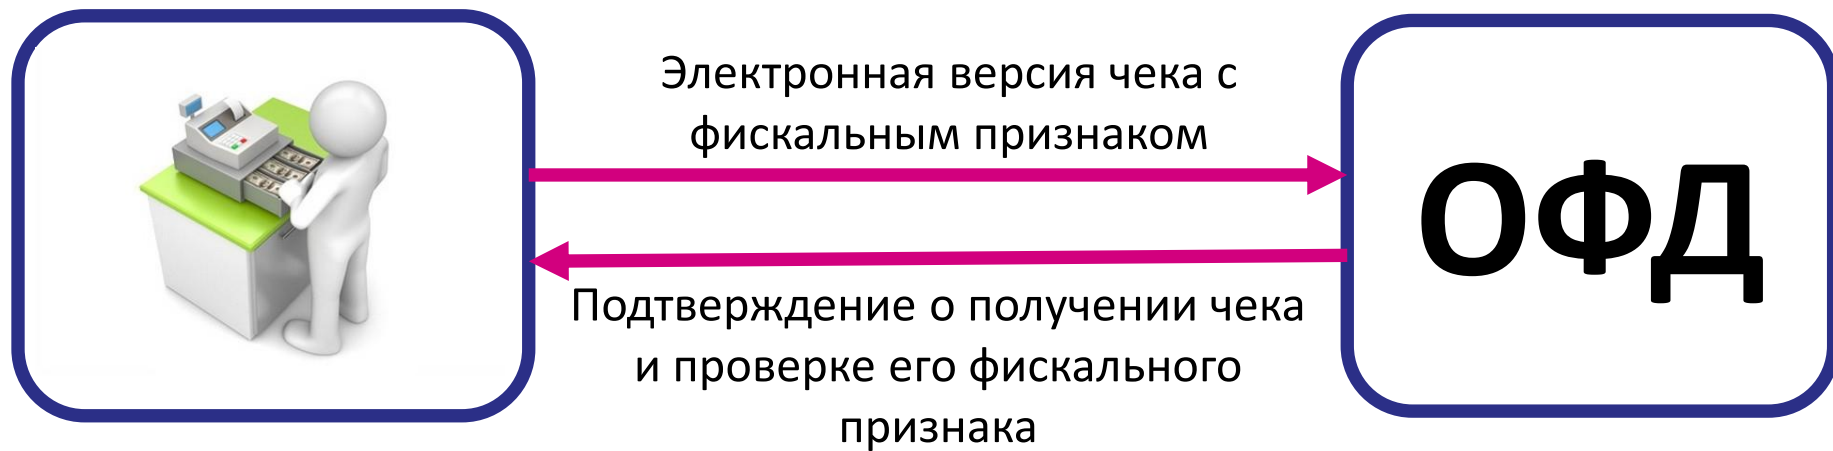 Электронная версия чека с
фискальным признаком
ОФД
Подтверждение о получении чека
и проверке его фискального
признака